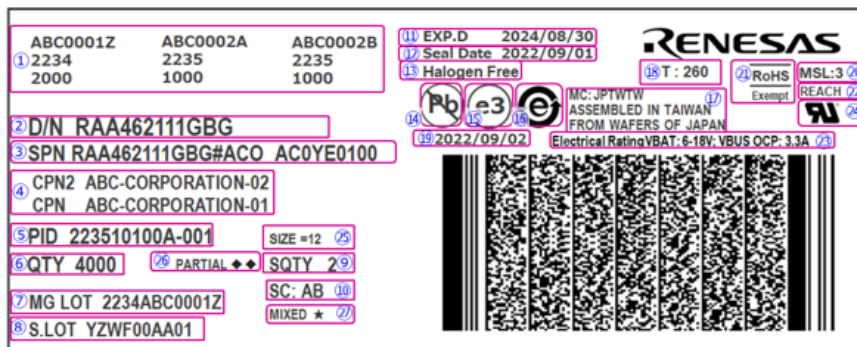 ① ABC0001Z ABC0002A ABC0002B
2234 2235 2235
2000 1000 1000
② D/N RAA462111GBG
③ SPN RAA462111GBG#ACO AC0YE0100
④ CPN2 ABC-CORPORATION-02
CPN ABC-CORPORATION-01
⑤ PID 223510100A-001
SIZE =12 ㉕
⑥ QTY 4000
㉖ PARTIAL ◆◆
SQTY 2 ⑨
SC: AB ⑩
⑦ MG LOT 2234ABC0001Z
MIXED ★ ㉗
⑧ S.LOT YZWF00AA01
⑪ EXP.D 2024/08/30
⑫ Seal Date 2022/09/01
⑬ Halogen Free
RENESAS
⑱ T : 260
㉑ RoHS
Exempt
MSL:3 ⑳
REACH ㉒
⑭ Pb
⑮ e3
⑯ e
MC: JPTWTW ⑰
ASSEMBLED IN TAIWAN
FROM WAFERS OF JAPAN
㉔
⑲ 2022/09/02
Electrical Rating VBAT: 6-18V; VBUS OCP: 3.3A ㉓